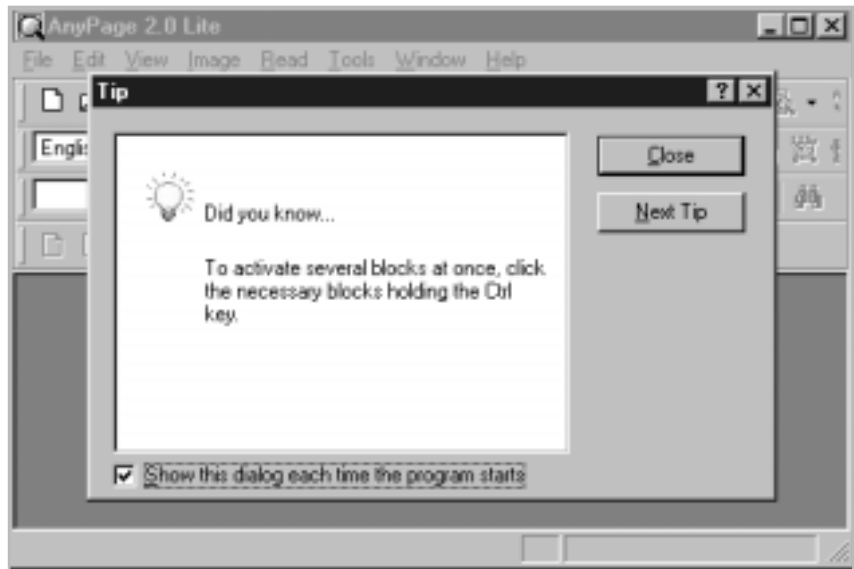 AnyPage 2.0 Lite
File Edit View Image Read Tools Window Help
Tip
Close
Next Tip
Did you know...
To activate several blocks at once, click
the necessary blocks holding the Ctrl
key.
Show this dialog each time the program starts